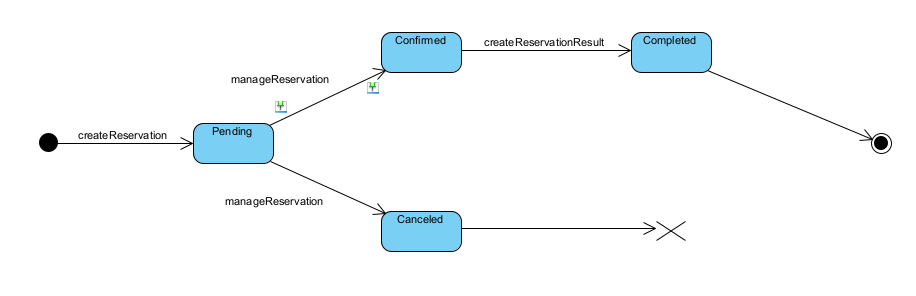 Confirmed
createReservationResult
Completed
manageReservation
createReservation
Pending
manageReservation
Canceled